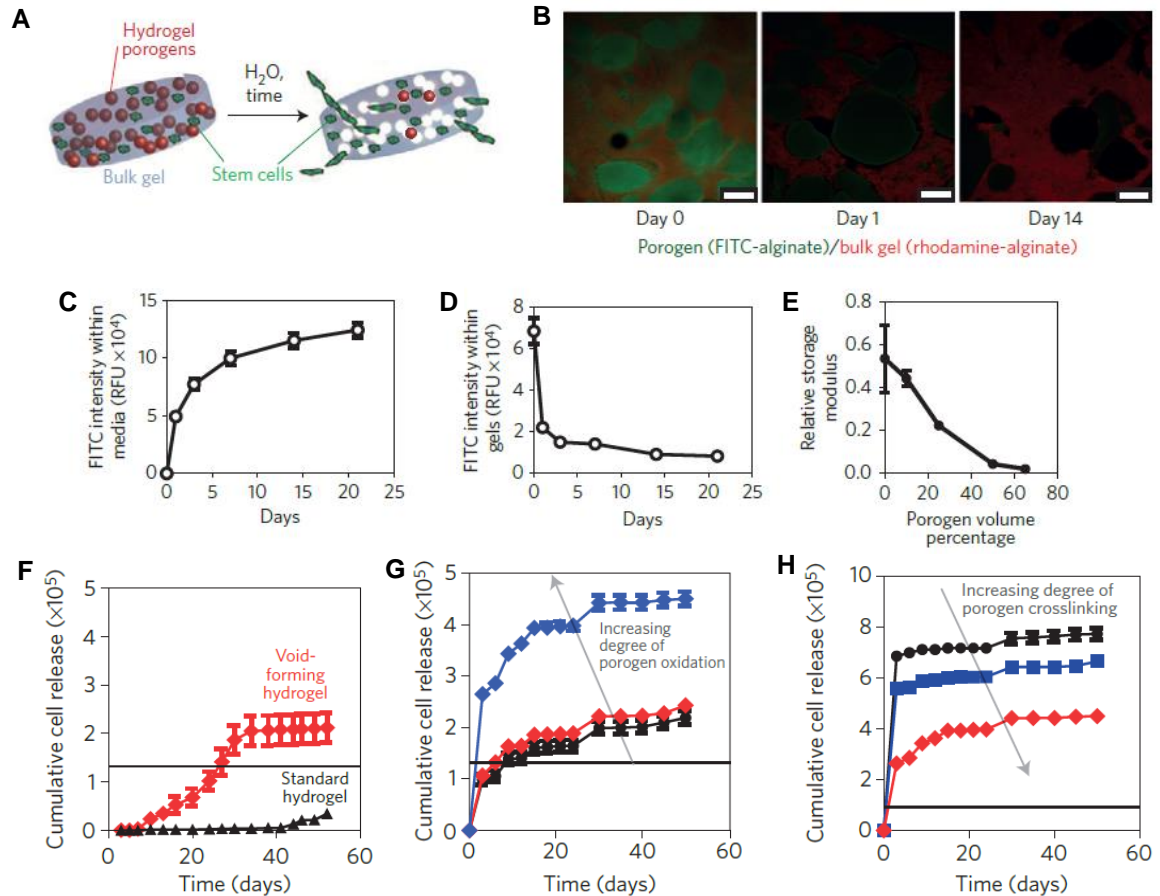 A
Hydrogel
porogens
H2O,
time
Bulk gel
Stem cells
B
Day 0
Day 1
Day 14
Porogen (FITC-alginate)/bulk gel (rhodamine-alginate)
C
FITC intensity within
media (RFU × 10⁴)
15
10
5
0
0 5 10 15 20 25
Days
D
FITC intensity within
gels (RFU × 10⁴)
8
6
4
2
0
0 5 10 15 20 25
Days
E
Relative storage
modulus
0.8
0.6
0.4
0.2
0.0
0 20 40 60 80
Porogen volume
percentage
F
Cumulative cell release (×10⁵)
5
4
3
2
1
0
Void-
forming
hydrogel
Standard
hydrogel
0 20 40 60
Time (days)
G
Cumulative cell release (×10⁵)
5
4
3
2
1
0
Increasing
degree of
porogen oxidation
0 20 40 60
Time (days)
H
Cumulative cell release (×10⁵)
10
8
6
4
2
0
Increasing degree of
porogen crosslinking
0 20 40 60
Time (days)